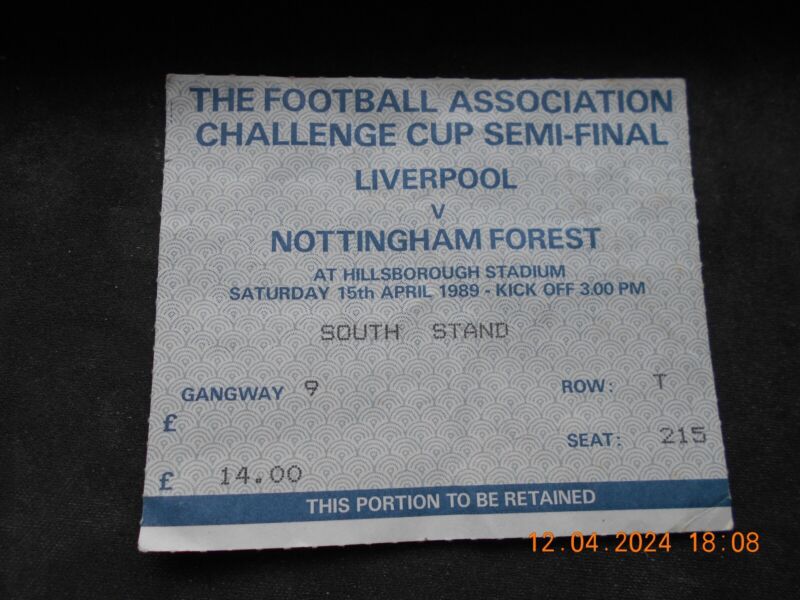 THE FOOTBALL ASSOCIATION
CHALLENGE CUP SEMI-FINAL
LIVERPOOL
V
NOTTINGHAM FOREST
AT HILLSBOROUGH STADIUM
SATURDAY 15th APRIL 1989 - KICK OFF 3.00 PM
SOUTH STAND
GANGWAY 9 ROW: T
£
SEAT: 215
£ 14.00
THIS PORTION TO BE RETAINED
12.04.2024 18:08